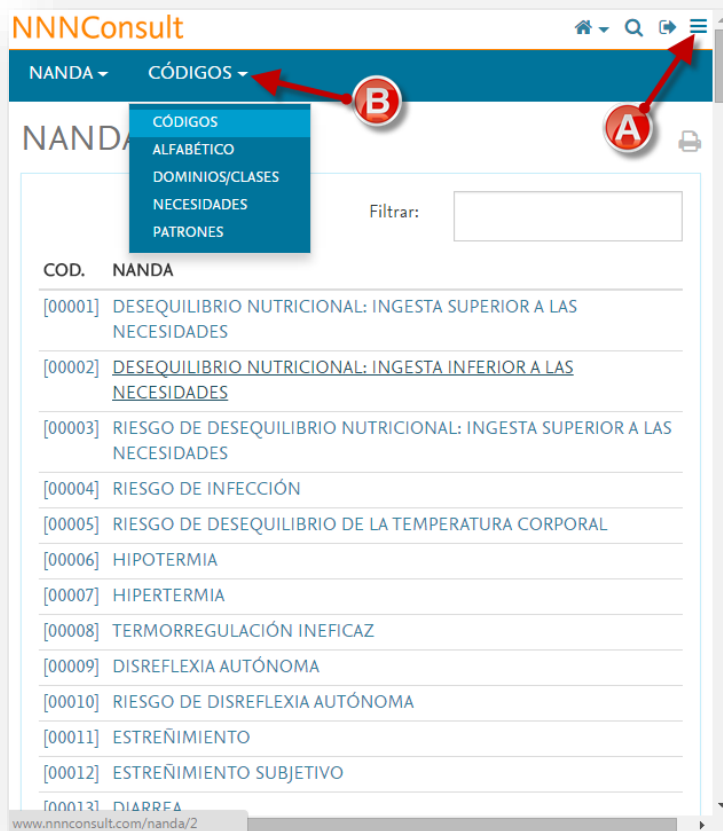 NNNConsult
NANDA CÓDIGOS
A
B
CÓDIGOS
ALFABÉTICO
DOMINIOS/CLASES
NECESIDADES
PATRONES
NANDA
Filtrar:
COD. NANDA
[00001] DESEQUILIBRIO NUTRICIONAL: INGESTA SUPERIOR A LAS
NECESIDADES
[00002] DESEQUILIBRIO NUTRICIONAL: INGESTA INFERIOR A LAS
NECESIDADES
[00003] RIESGO DE DESEQUILIBRIO NUTRICIONAL: INGESTA SUPERIOR A LAS
NECESIDADES
[00004] RIESGO DE INFECCIÓN
[00005] RIESGO DE DESEQUILIBRIO DE LA TEMPERATURA CORPORAL
[00006] HIPOTERMIA
[00007] HIPERTERMIA
[00008] TERMORREGULACIÓN INEFICAZ
[00009] DISREFLEXIA AUTÓNOMA
[00010] RIESGO DE DISREFLEXIA AUTÓNOMA
[00011] ESTREÑIMIENTO
[00012] ESTREÑIMIENTO SUBJETIVO
[00013] DIARREA
www.nnnconsult.com/nanda/2